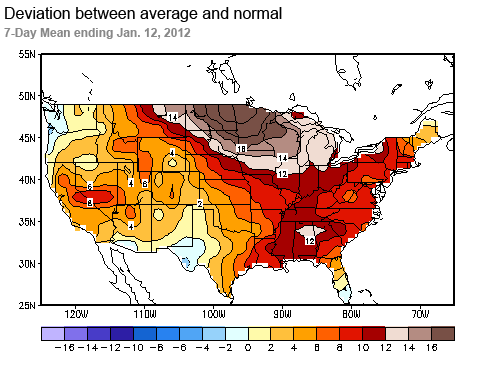 Deviation between average and normal
7-Day Mean ending Jan. 12, 2012
55N
50N
45N
40N
35N
30N
25N
14
18
14
12
4
4
6
6
8
4
2
12
120W 110W 100W 90W 80W 70W
-16 -14 -12 -10 -8 -6 -4 -2 0 2 4 6 8 10 12 14 16